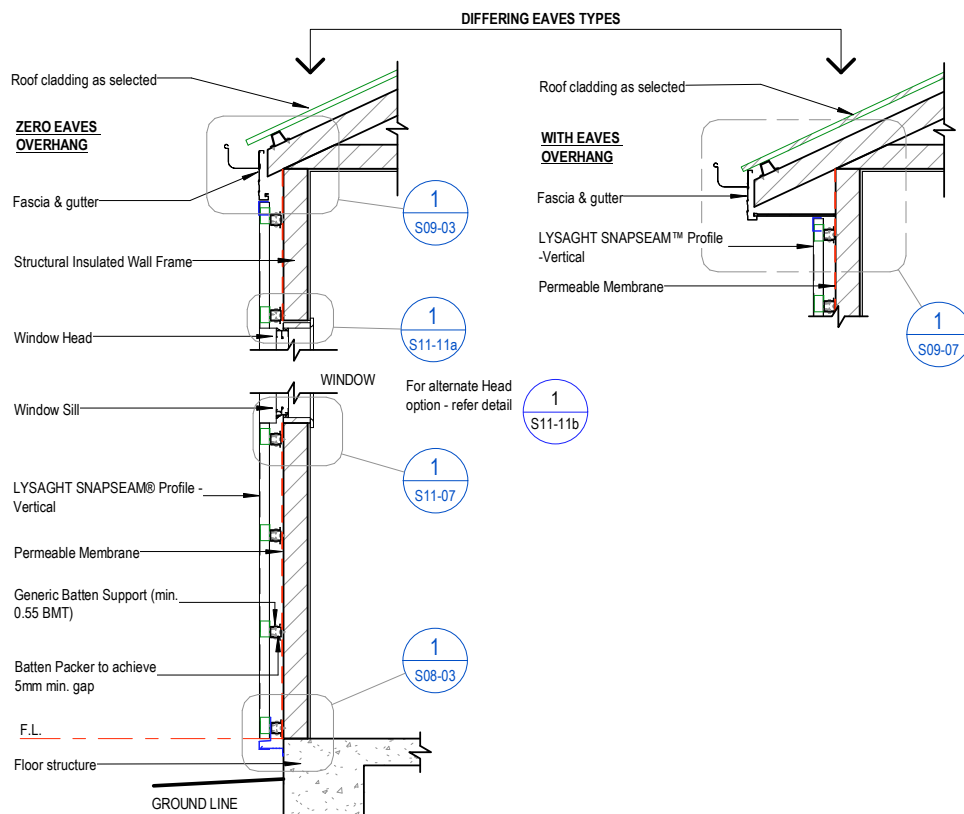 DIFFERING EAVES TYPES
Roof cladding as selected
ZERO EAVES
OVERHANG
Fascia & gutter
1
S09-03
Structural Insulated Wall Frame
1
S11-11a
Window Head
WINDOW
Window Sill
For alternate Head
option - refer detail
1
S11-11b
1
S11-07
LYSAGHT SNAPSEAM® Profile -
Vertical
Permeable Membrane
Generic Batten Support (min.
0.55 BMT)
Batten Packer to achieve
5mm min. gap
1
S08-03
F.L.
Floor structure
GROUND LINE
Roof cladding as selected
WITH EAVES
OVERHANG
Fascia & gutter
LYSAGHT SNAPSEAM™ Profile
-Vertical
Permeable Membrane
1
S09-07